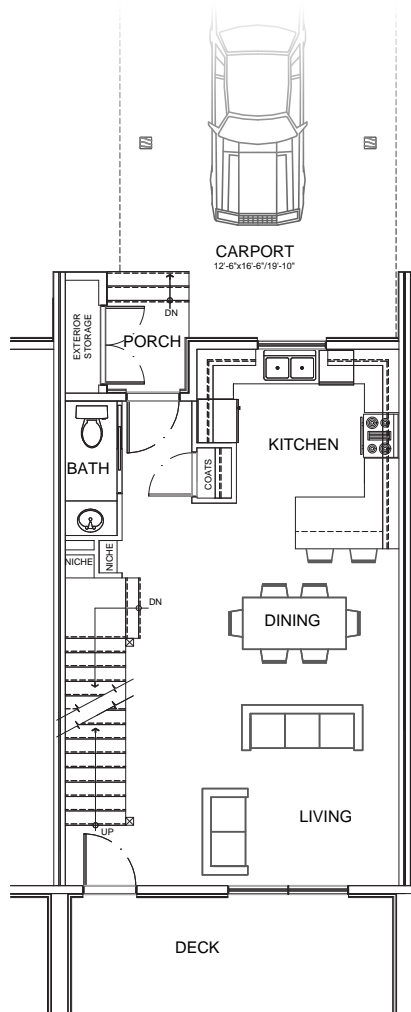 CARPORT
12'-6"x16'-6"/19'-10"
DN
EXTERIOR
STORAGE
PORCH
KITCHEN
BATH
COATS
NICHE
NICHE
DN
DINING
LIVING
UP
DECK